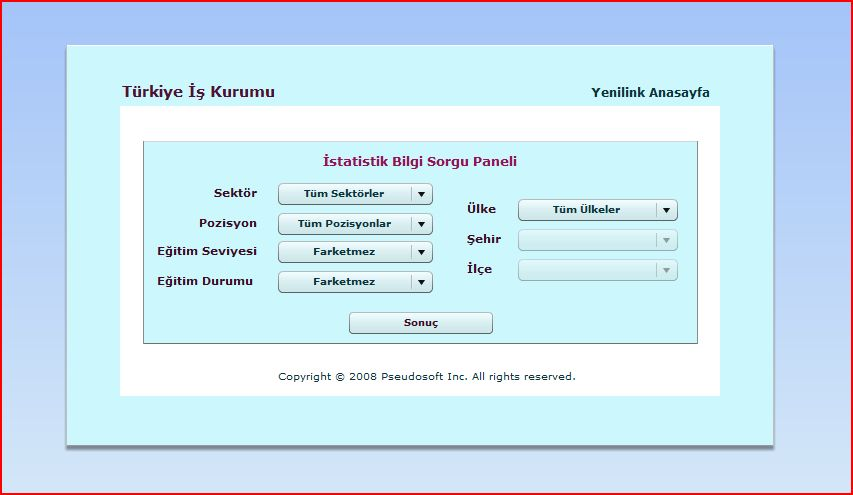 Türkiye İş Kurumu
Yenilink Anasayfa
İstatistik Bilgi Sorgu Paneli
Sektör Tüm Sektörler
Pozisyon Tüm Pozisyonlar
Eğitim Seviyesi Farketmez
Eğitim Durumu Farketmez
Ülke Tüm Ülkeler
Şehir
İlçe
Sonuç
Copyright © 2008 Pseudosoft Inc. All rights reserved.